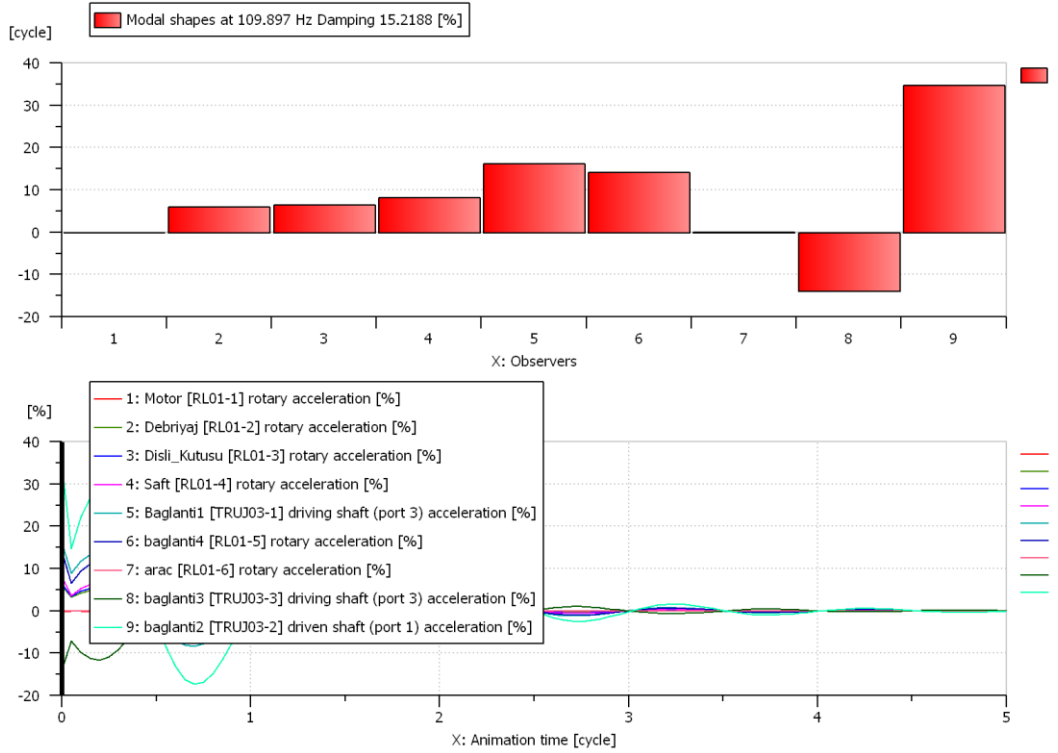 Modal shapes at 109.897 Hz Damping 15.2188 [%]
[cycle]
40
30
20
10
0
-10
-20
1 2 3 4 5 6 7 8 9
X: Observers
[%]
40
30
20
10
0
-10
-20
1: Motor [RL01-1] rotary acceleration [%]
2: Debriyaj [RL01-2] rotary acceleration [%]
3: Disli_Kutusu [RL01-3] rotary acceleration [%]
4: Saft [RL01-4] rotary acceleration [%]
5: Baglanti1 [TRUJ03-1] driving shaft (port 3) acceleration [%]
6: baglanti4 [RL01-5] rotary acceleration [%]
7: arac [RL01-6] rotary acceleration [%]
8: baglanti3 [TRUJ03-3] driving shaft (port 3) acceleration [%]
9: baglanti2 [TRUJ03-2] driven shaft (port 1) acceleration [%]
0 1 2 3 4 5
X: Animation time [cycle]